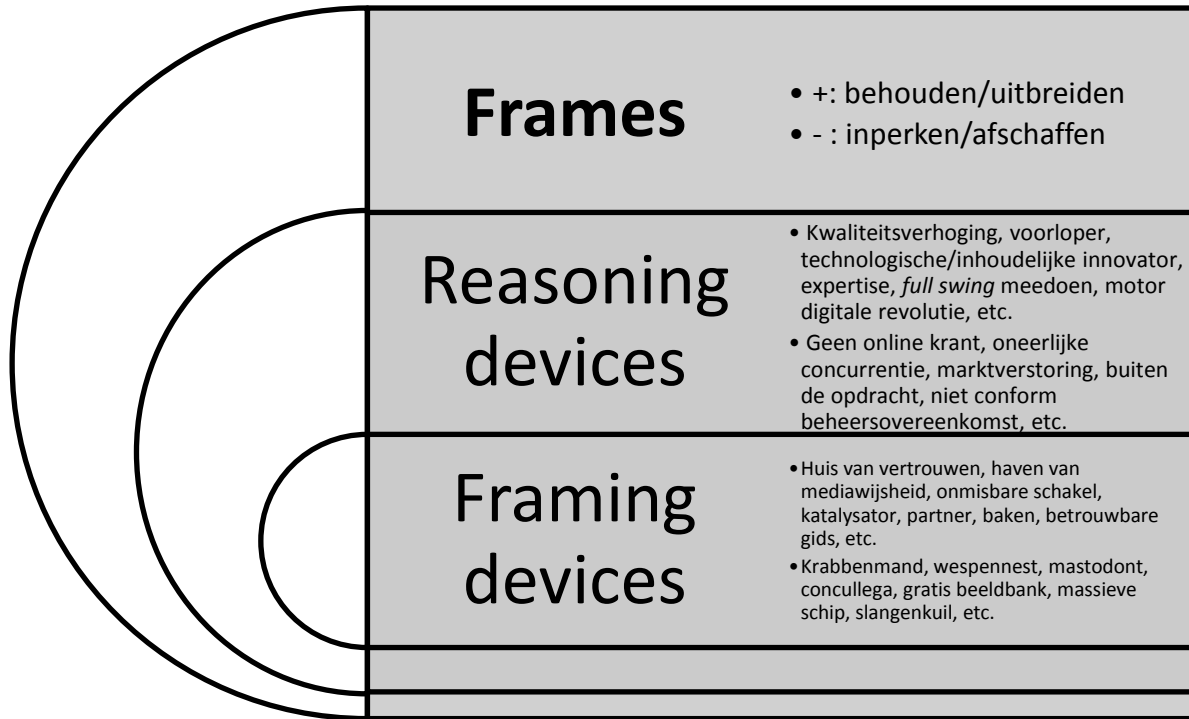 Frames
• +: behouden/uitbreiden
• - : inperken/afschaffen
Reasoning
devices
• Kwaliteitsverhoging, voorloper,
technologische/inhoudelijke innovator,
expertise, full swing meedoen, motor
digitale revolutie, etc.
• Geen online krant, oneerlijke
concurrentie, marktverstoring, buiten
de opdracht, niet conform
beheersovereenkomst, etc.
Framing
devices
•Huis van vertrouwen, haven van
mediawijsheid, onmisbare schakel,
katalysator, partner, baken, betrouwbare
gids, etc.
•Krabbenmand, wespennest, mastodont,
concullega, gratis beeldbank, massieve
schip, slangenkuil, etc.